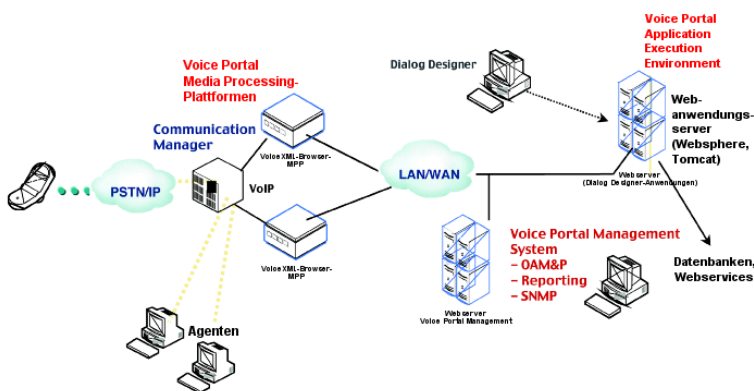 Voice Portal
Application
Execution
Environment
Voice Portal
Media Processing-
Plattformen
Dialog Designer
Web-
anwendungs-
server
(Websphere,
Tomcat)
Communication
Manager
VoiceXML-Browser-
MPP
PSTN/IP
VoIP
LAN/WAN
Webserver
(Dialog Designer-Anwendungen)
VoiceXML-Browser-
MPP
Voice Portal Management
System
– OAM&P
– Reporting
– SNMP
Datenbanken,
Webservices
Webserver
Voice Portal Management
Agenten